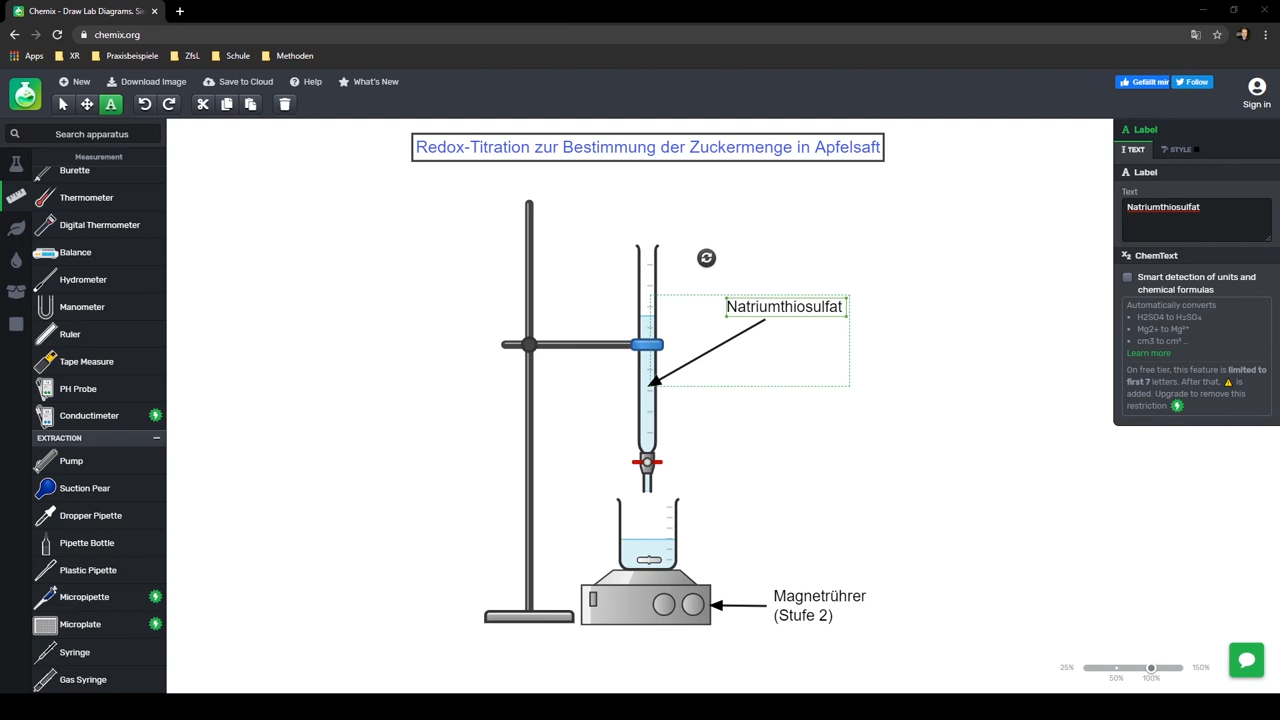 Chemix - Draw Lab Diagrams. Sim
chemix.org
Apps XR Praxisbeispiele ZfsL Schule Methoden
New Download Image Save to Cloud Help What's New
Gefällt mir Follow
Sign in
Search apparatus
Measurement
Burette
Thermometer
Digital Thermometer
Balance
Hydrometer
Manometer
Ruler
Tape Measure
PH Probe
Conductimeter
EXTRACTION
Pump
Suction Pear
Dropper Pipette
Pipette Bottle
Plastic Pipette
Micropipette
Microplate
Syringe
Gas Syringe
Redox-Titration zur Bestimmung der Zuckermenge in Apfelsaft
Natriumthiosulfat
Magnetrührer
(Stufe 2)
A Label
TEXT STYLE
A Label
Text
Natriumthiosulfat
X₂ ChemText
Smart detection of units and
chemical formulas
Automatically converts
• H2SO4 to H₂SO₄
• Mg2+ to Mg²⁺
• cm3 to cm³ ..
Learn more
On free tier, this feature is limited to
first 7 letters. After that, is
added. Upgrade to remove this
restriction
25% 150%
50% 100%